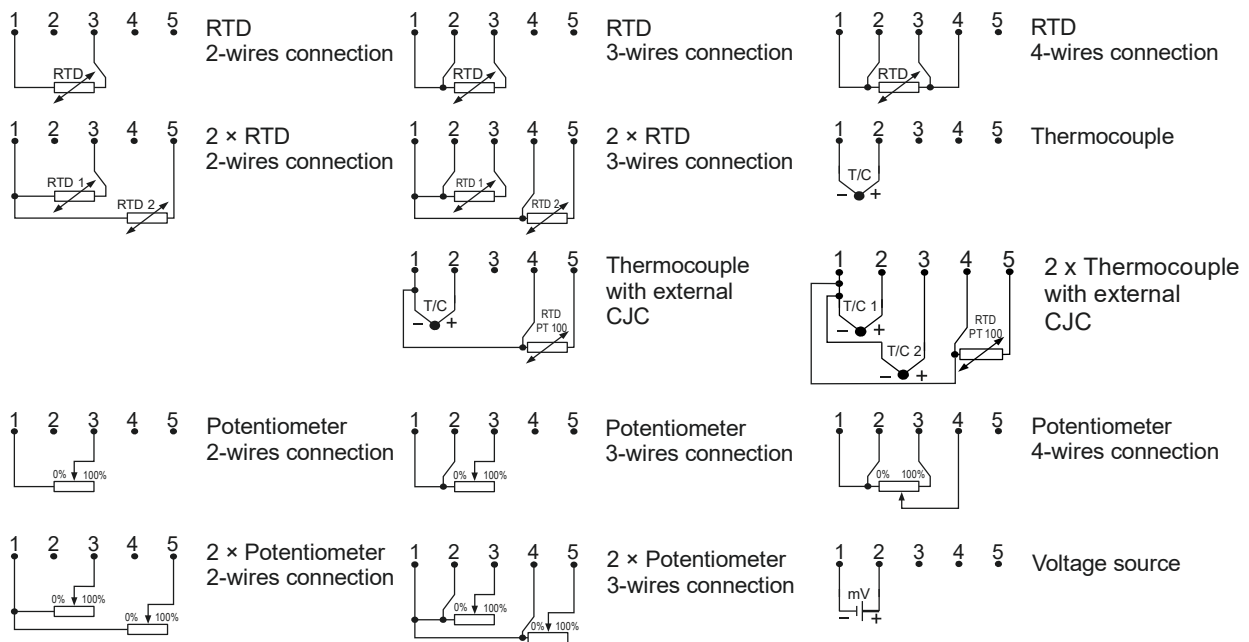 1 2 3 4 5
RTD
2-wires connection
RTD
1 2 3 4 5
RTD
3-wires connection
RTD
1 2 3 4 5
RTD
4-wires connection
RTD
1 2 3 4 5
2 × RTD
2-wires connection
RTD 1
RTD 2
1 2 3 4 5
2 × RTD
3-wires connection
RTD 1
RTD 2
1 2 3 4 5
Thermocouple
T/C
− +
1 2 3 4 5
Thermocouple
with external
CJC
T/C
− +
RTD
PT 100
1 2 3 4 5
2 x Thermocouple
with external
CJC
T/C 1
− +
T/C 2
− +
RTD
PT 100
1 2 3 4 5
Potentiometer
2-wires connection
0% 100%
1 2 3 4 5
Potentiometer
3-wires connection
0% 100%
1 2 3 4 5
Potentiometer
4-wires connection
0% 100%
1 2 3 4 5
2 × Potentiometer
2-wires connection
0% 100%
0% 100%
1 2 3 4 5
2 × Potentiometer
3-wires connection
0% 100%
0% 100%
1 2 3 4 5
Voltage source
mV
− +